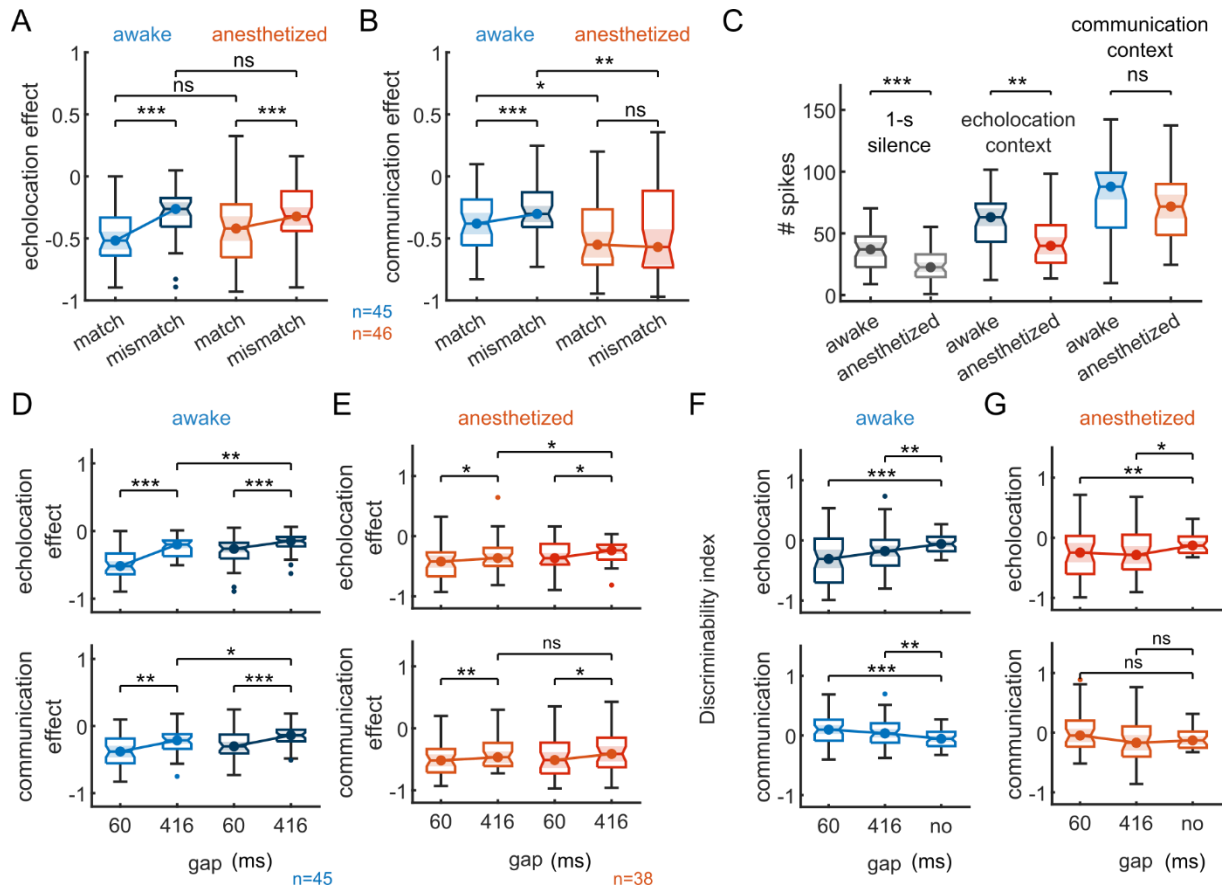 A
awake
anesthetized
echolocation effect
1
0.5
0
-0.5
-1
ns
ns
***
***
match
mismatch
match
mismatch
B
awake
anesthetized
communication effect
1
0.5
0
-0.5
-1
**
*
***
ns
match
mismatch
match
mismatch
n=45
n=46
C
communication
context
ns
***
**
1-s
silence
echolocation
context
# spikes
150
100
50
0
awake
anesthetized
awake
anesthetized
awake
anesthetized
D
awake
echolocation
effect
1
0
-1
**
***
***
communication
effect
1
0
-1
*
**
***
60
416
60
416
gap (ms)
n=45
E
anesthetized
echolocation
effect
1
0
-1
*
*
*
communication
effect
1
0
-1
ns
**
*
60
416
60
416
gap (ms)
n=38
F
awake
Discriminability index
echolocation
1
0
-1
**
***
communication
1
0
-1
**
***
60
416
no
gap (ms)
G
anesthetized
echolocation
1
0
-1
*
**
communication
1
0
-1
ns
ns
60
416
no
gap (ms)